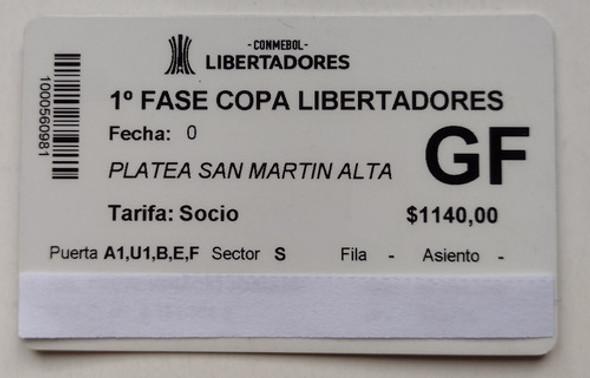 1000560981
- CONMEBOL -
LIBERTADORES
1º FASE COPA LIBERTADORES
Fecha: 0
GF
PLATEA SAN MARTIN ALTA
Tarifa: Socio $1140,00
Puerta A1,U1,B,E,F Sector S Fila - Asiento -